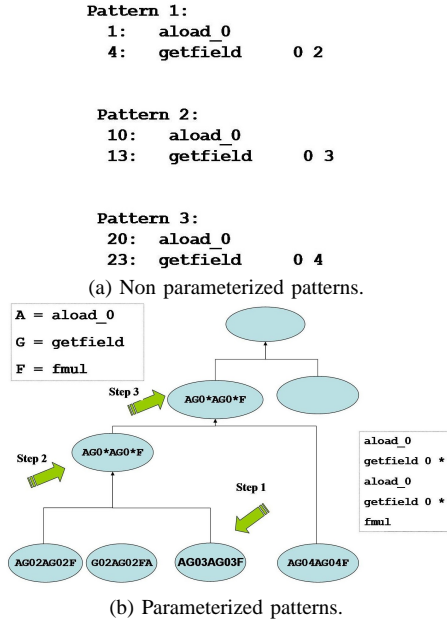 Pattern 1:
1: aload_0
4: getfield 0 2
Pattern 2:
10: aload_0
13: getfield 0 3
Pattern 3:
20: aload_0
23: getfield 0 4
(a) Non parameterized patterns.
A = aload_0
G = getfield
F = fmul
Step 3
AG0*AG0*F
Step 2
AG0*AG0*F
Step 1
aload_0
getfield 0 *
aload_0
getfield 0 *
fmul
AG02AG02F
G02AG02FA
AG03AG03F
AG04AG04F
(b) Parameterized patterns.